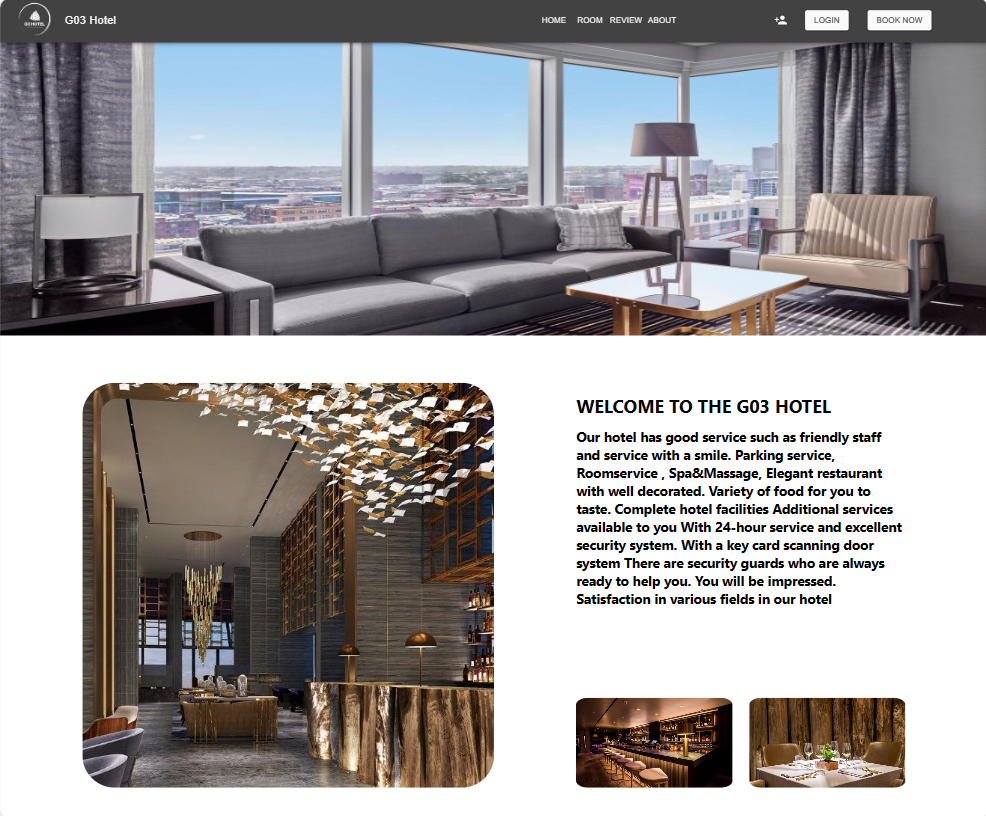 GO HOTEL
G03 Hotel
HOME ROOM REVIEW ABOUT
LOGIN
BOOK NOW
WELCOME TO THE G03 HOTEL
Our hotel has good service such as friendly staff
and service with a smile. Parking service,
Roomservice , Spa&Massage, Elegant restaurant
with well decorated. Variety of food for you to
taste. Complete hotel facilities Additional services
available to you With 24-hour service and excellent
security system. With a key card scanning door
system There are security guards who are always
ready to help you. You will be impressed.
Satisfaction in various fields in our hotel